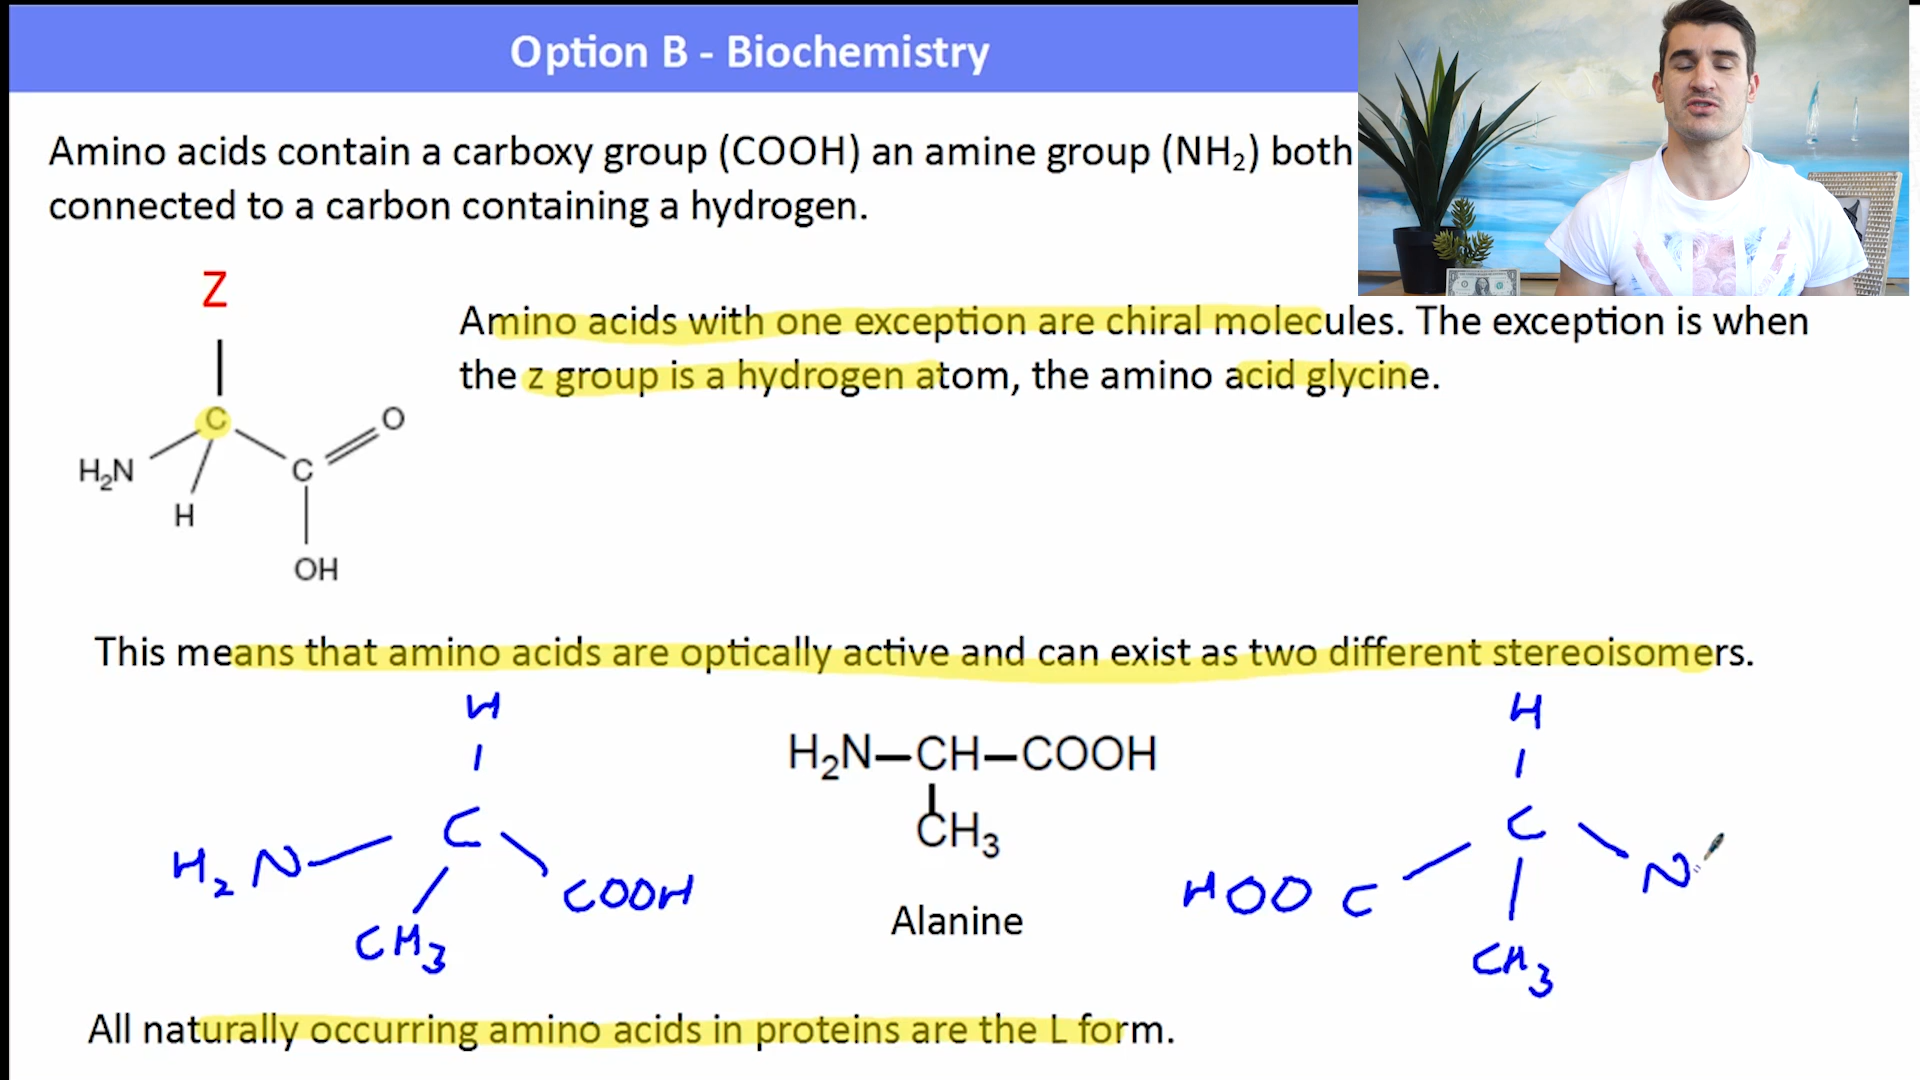 Option B - Biochemistry
Amino acids contain a carboxy group (COOH) an amine group (NH₂) both
connected to a carbon containing a hydrogen.
Z
C
O
H₂N
C
H
OH
Amino acids with one exception are chiral molecules. The exception is when
the z group is a hydrogen atom, the amino acid glycine.
This means that amino acids are optically active and can exist as two different stereoisomers.
H
C
H₂N
COOH
CH₃
H₂N—CH—COOH
CH₃
Alanine
H
C
HOOC
N
CH₃
All naturally occurring amino acids in proteins are the L form.